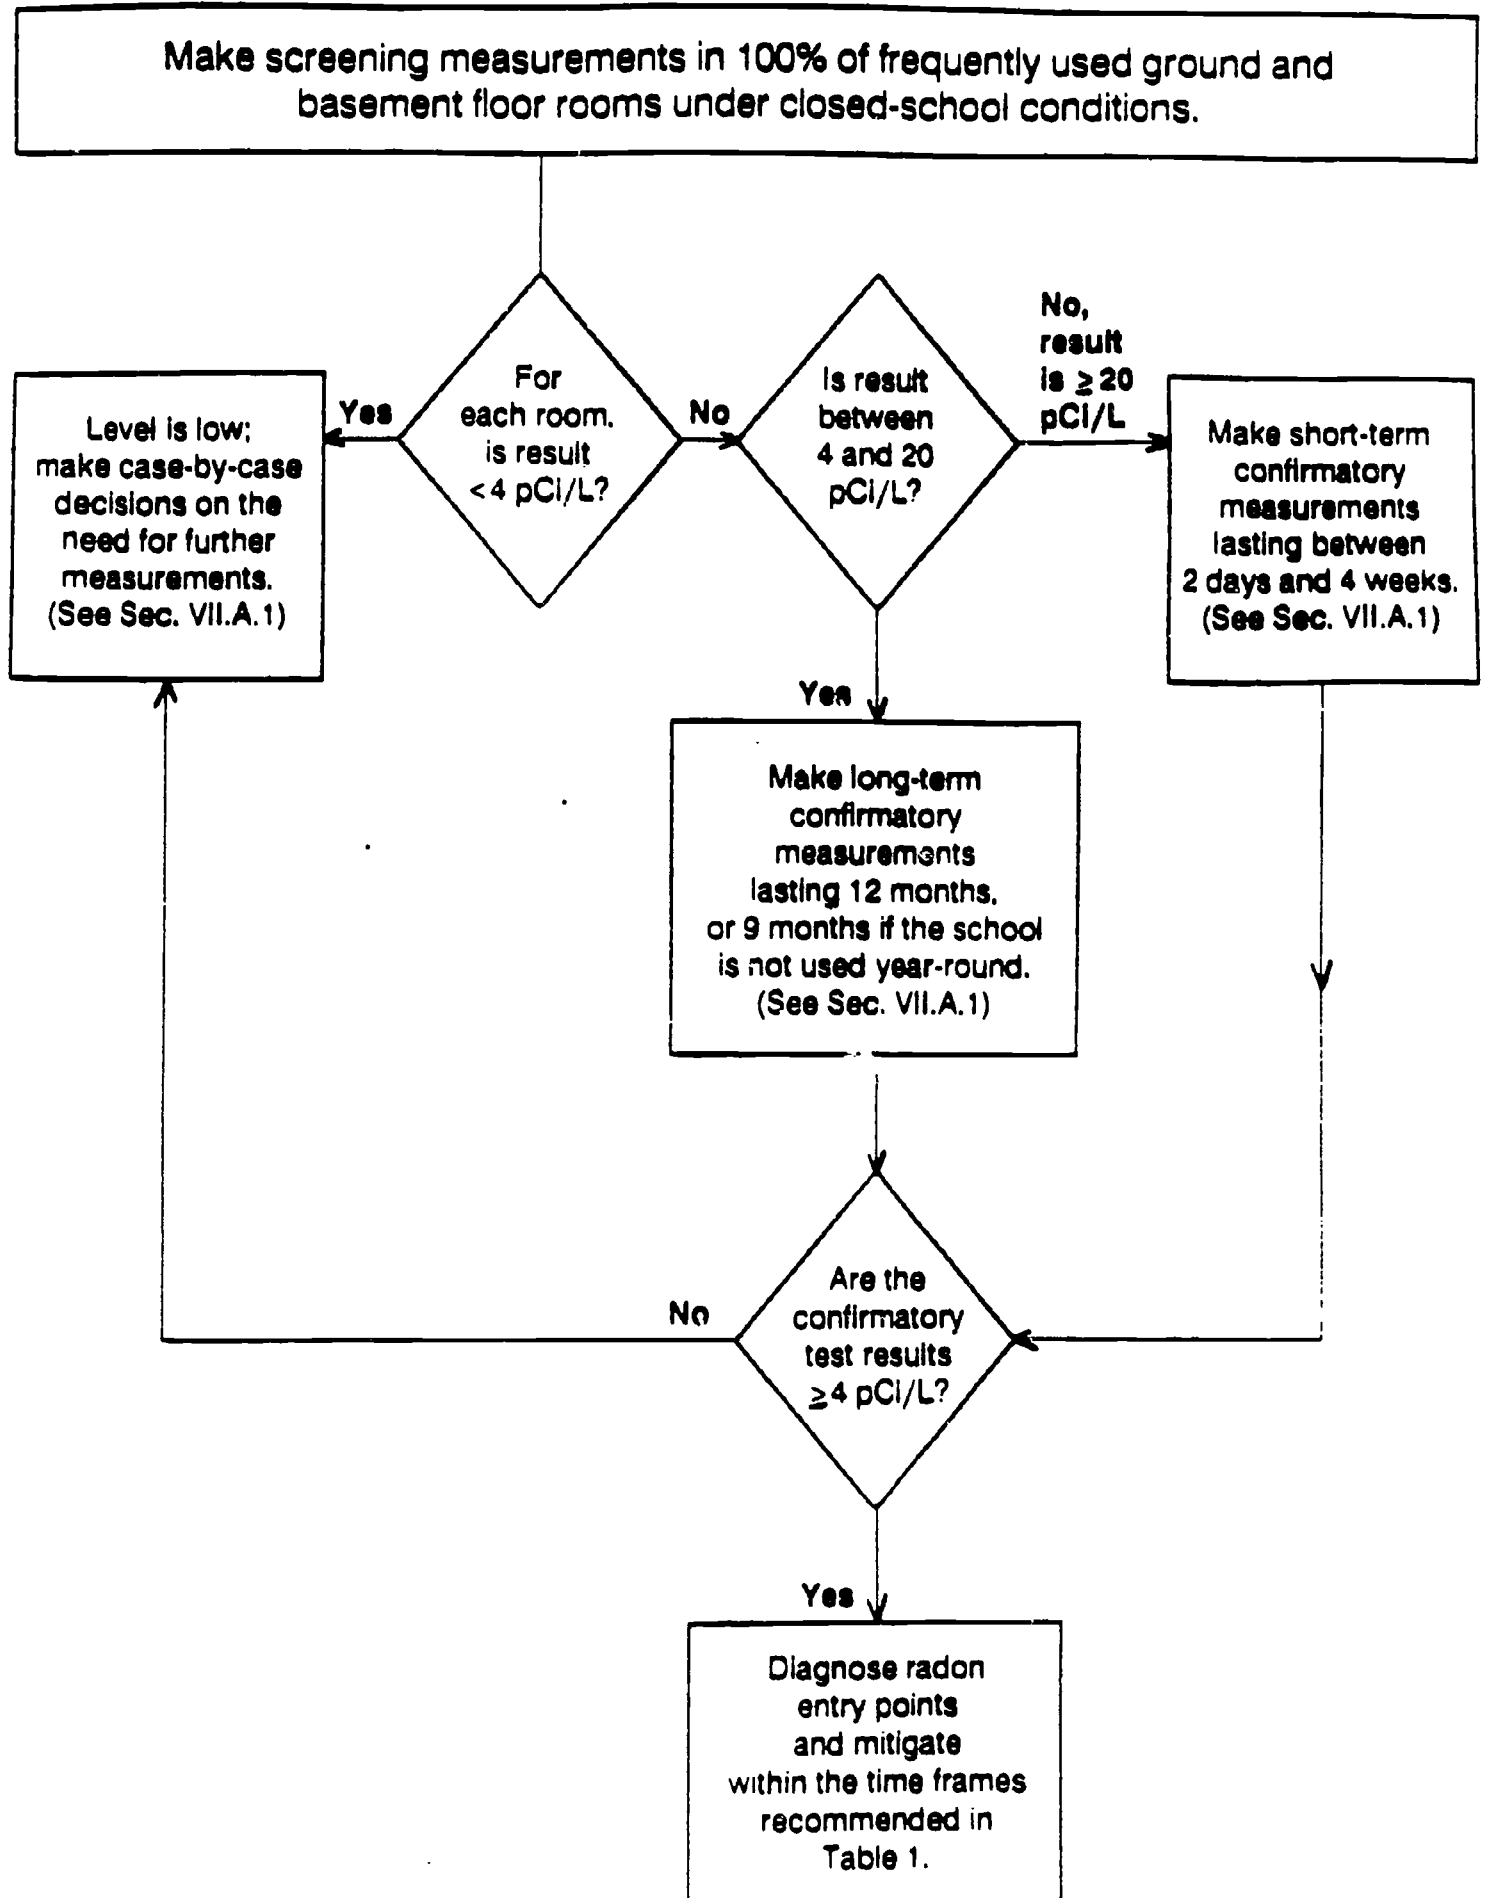 Make screening measurements in 100% of frequently used ground and
basement floor rooms under closed-school conditions.
For
each room.
is result
<4 pCi/L?
Yes
No
Level is low;
make case-by-case
decisions on the
need for further
measurements.
(See Sec. VII.A.1)
Is result
between
4 and 20
pCi/L?
No,
result
is ≥20
pCi/L
Make short-term
confirmatory
measurements
lasting between
2 days and 4 weeks.
(See Sec. VII.A.1)
Yes
Make long-term
confirmatory
measurements
lasting 12 months,
or 9 months if the school
is not used year-round.
(See Sec. VII.A.1)
Are the
confirmatory
test results
≥4 pCi/L?
No
Yes
Diagnose radon
entry points
and mitigate
within the time frames
recommended in
Table 1.